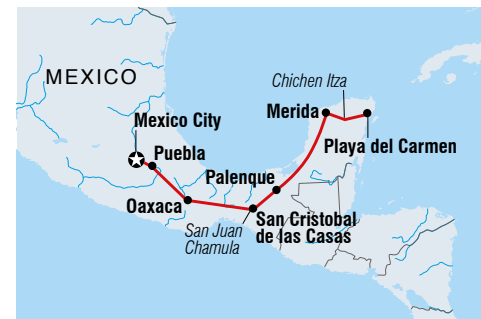 MEXICO
Chichen Itza
Merida
Mexico City
Playa del Carmen
Puebla
Palenque
Oaxaca
San Juan
Chamula
San Cristobal
de las Casas